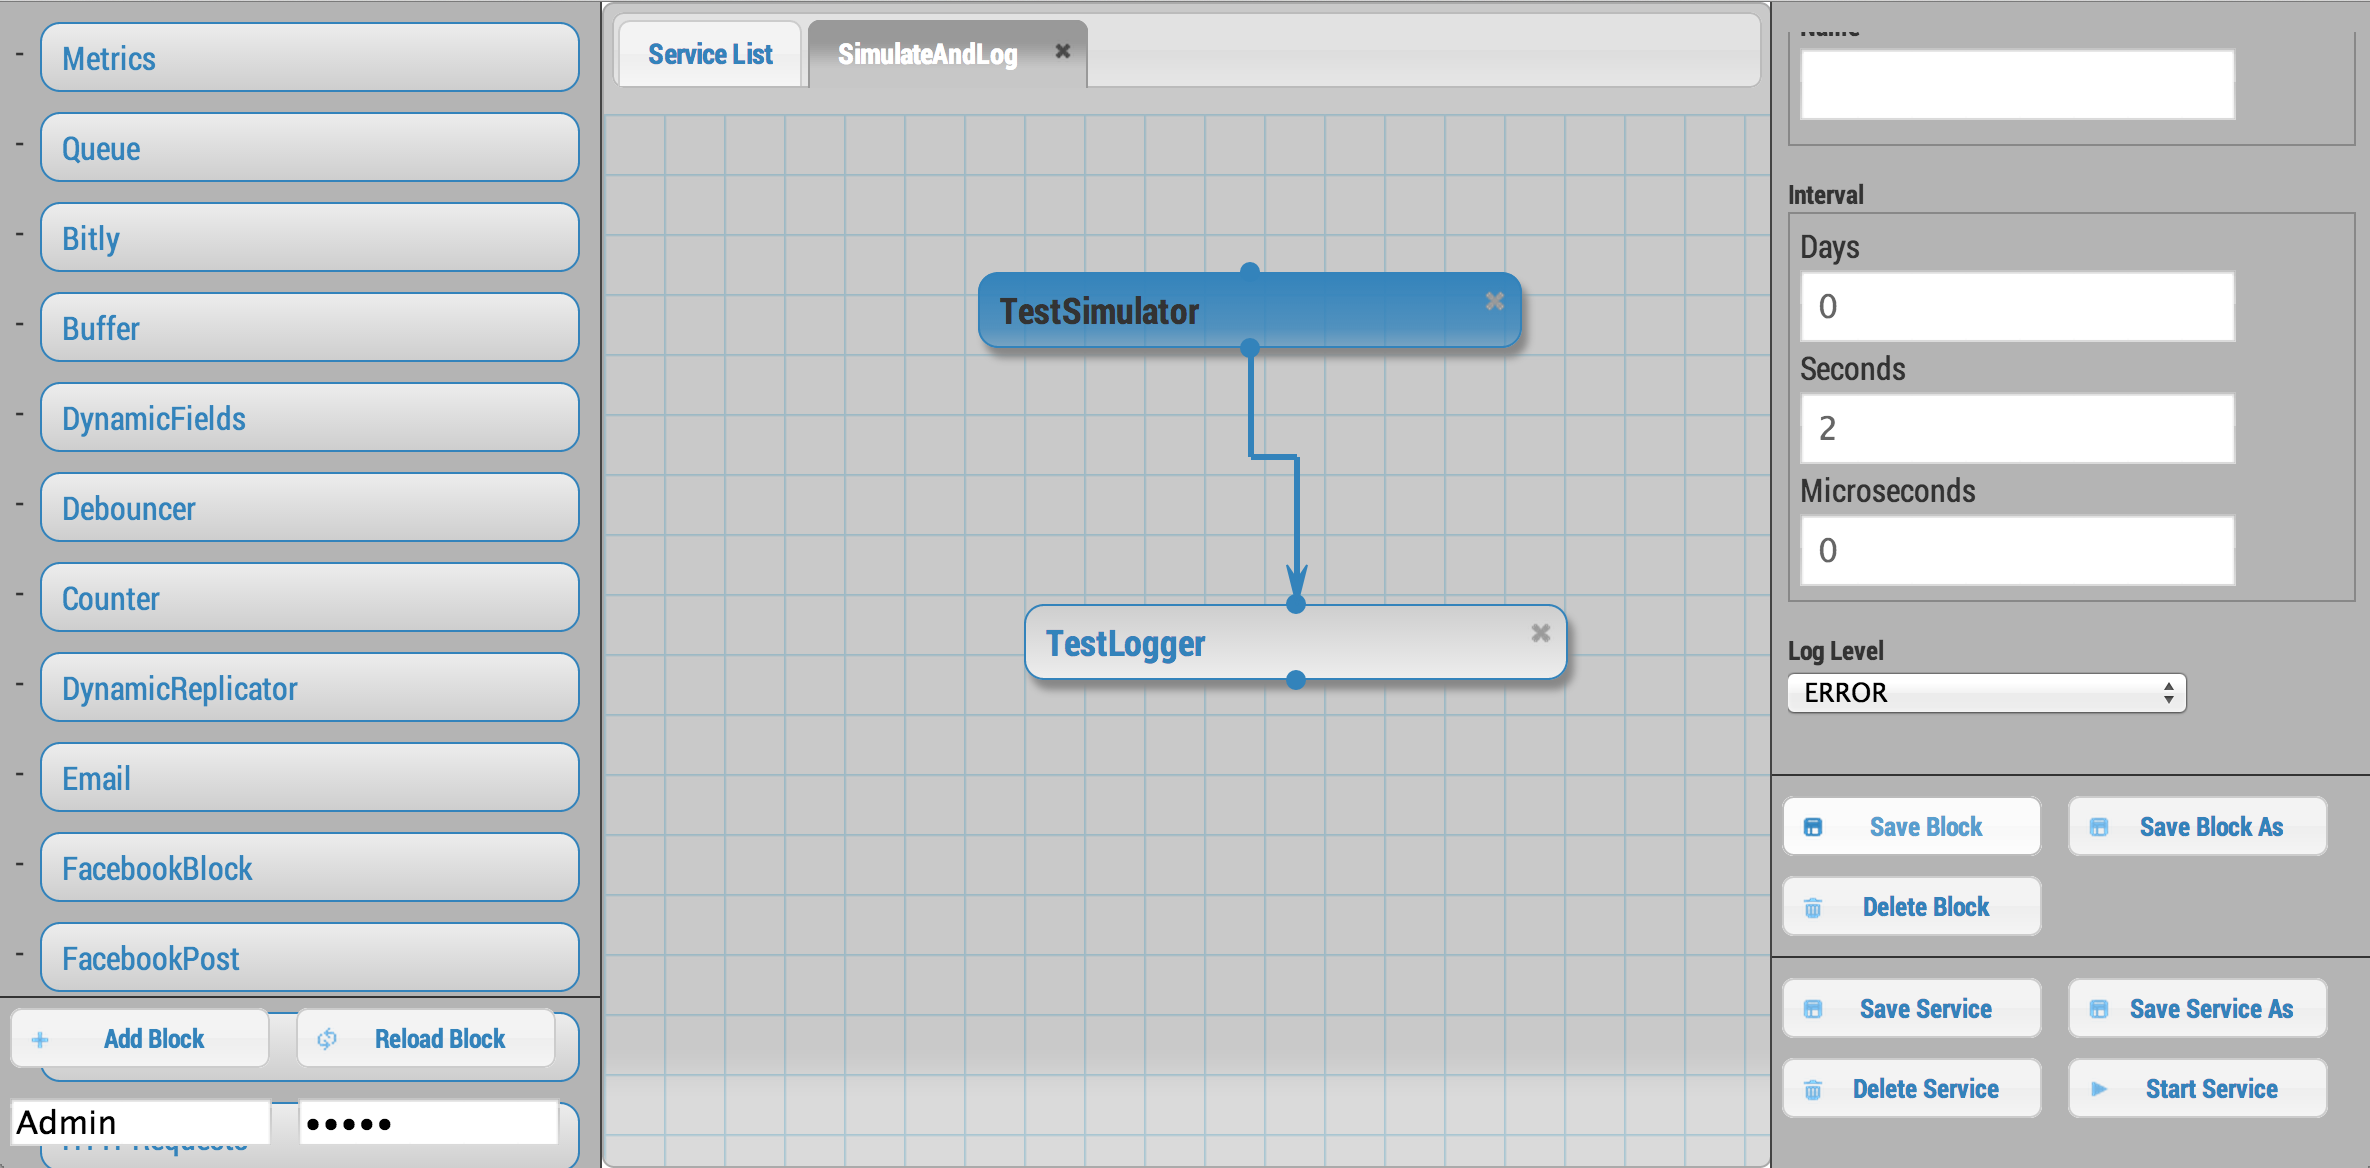 - Metrics
- Queue
- Bitly
- Buffer
- DynamicFields
- Debouncer
- Counter
- DynamicReplicator
- Email
- FacebookBlock
- FacebookPost
Add Block
Reload Block
Admin
•••••
Requests
Service List
SimulateAndLog
TestSimulator
TestLogger
Name
Interval
Days
0
Seconds
2
Microseconds
0
Log Level
ERROR
Save Block
Save Block As
Delete Block
Save Service
Save Service As
Delete Service
Start Service